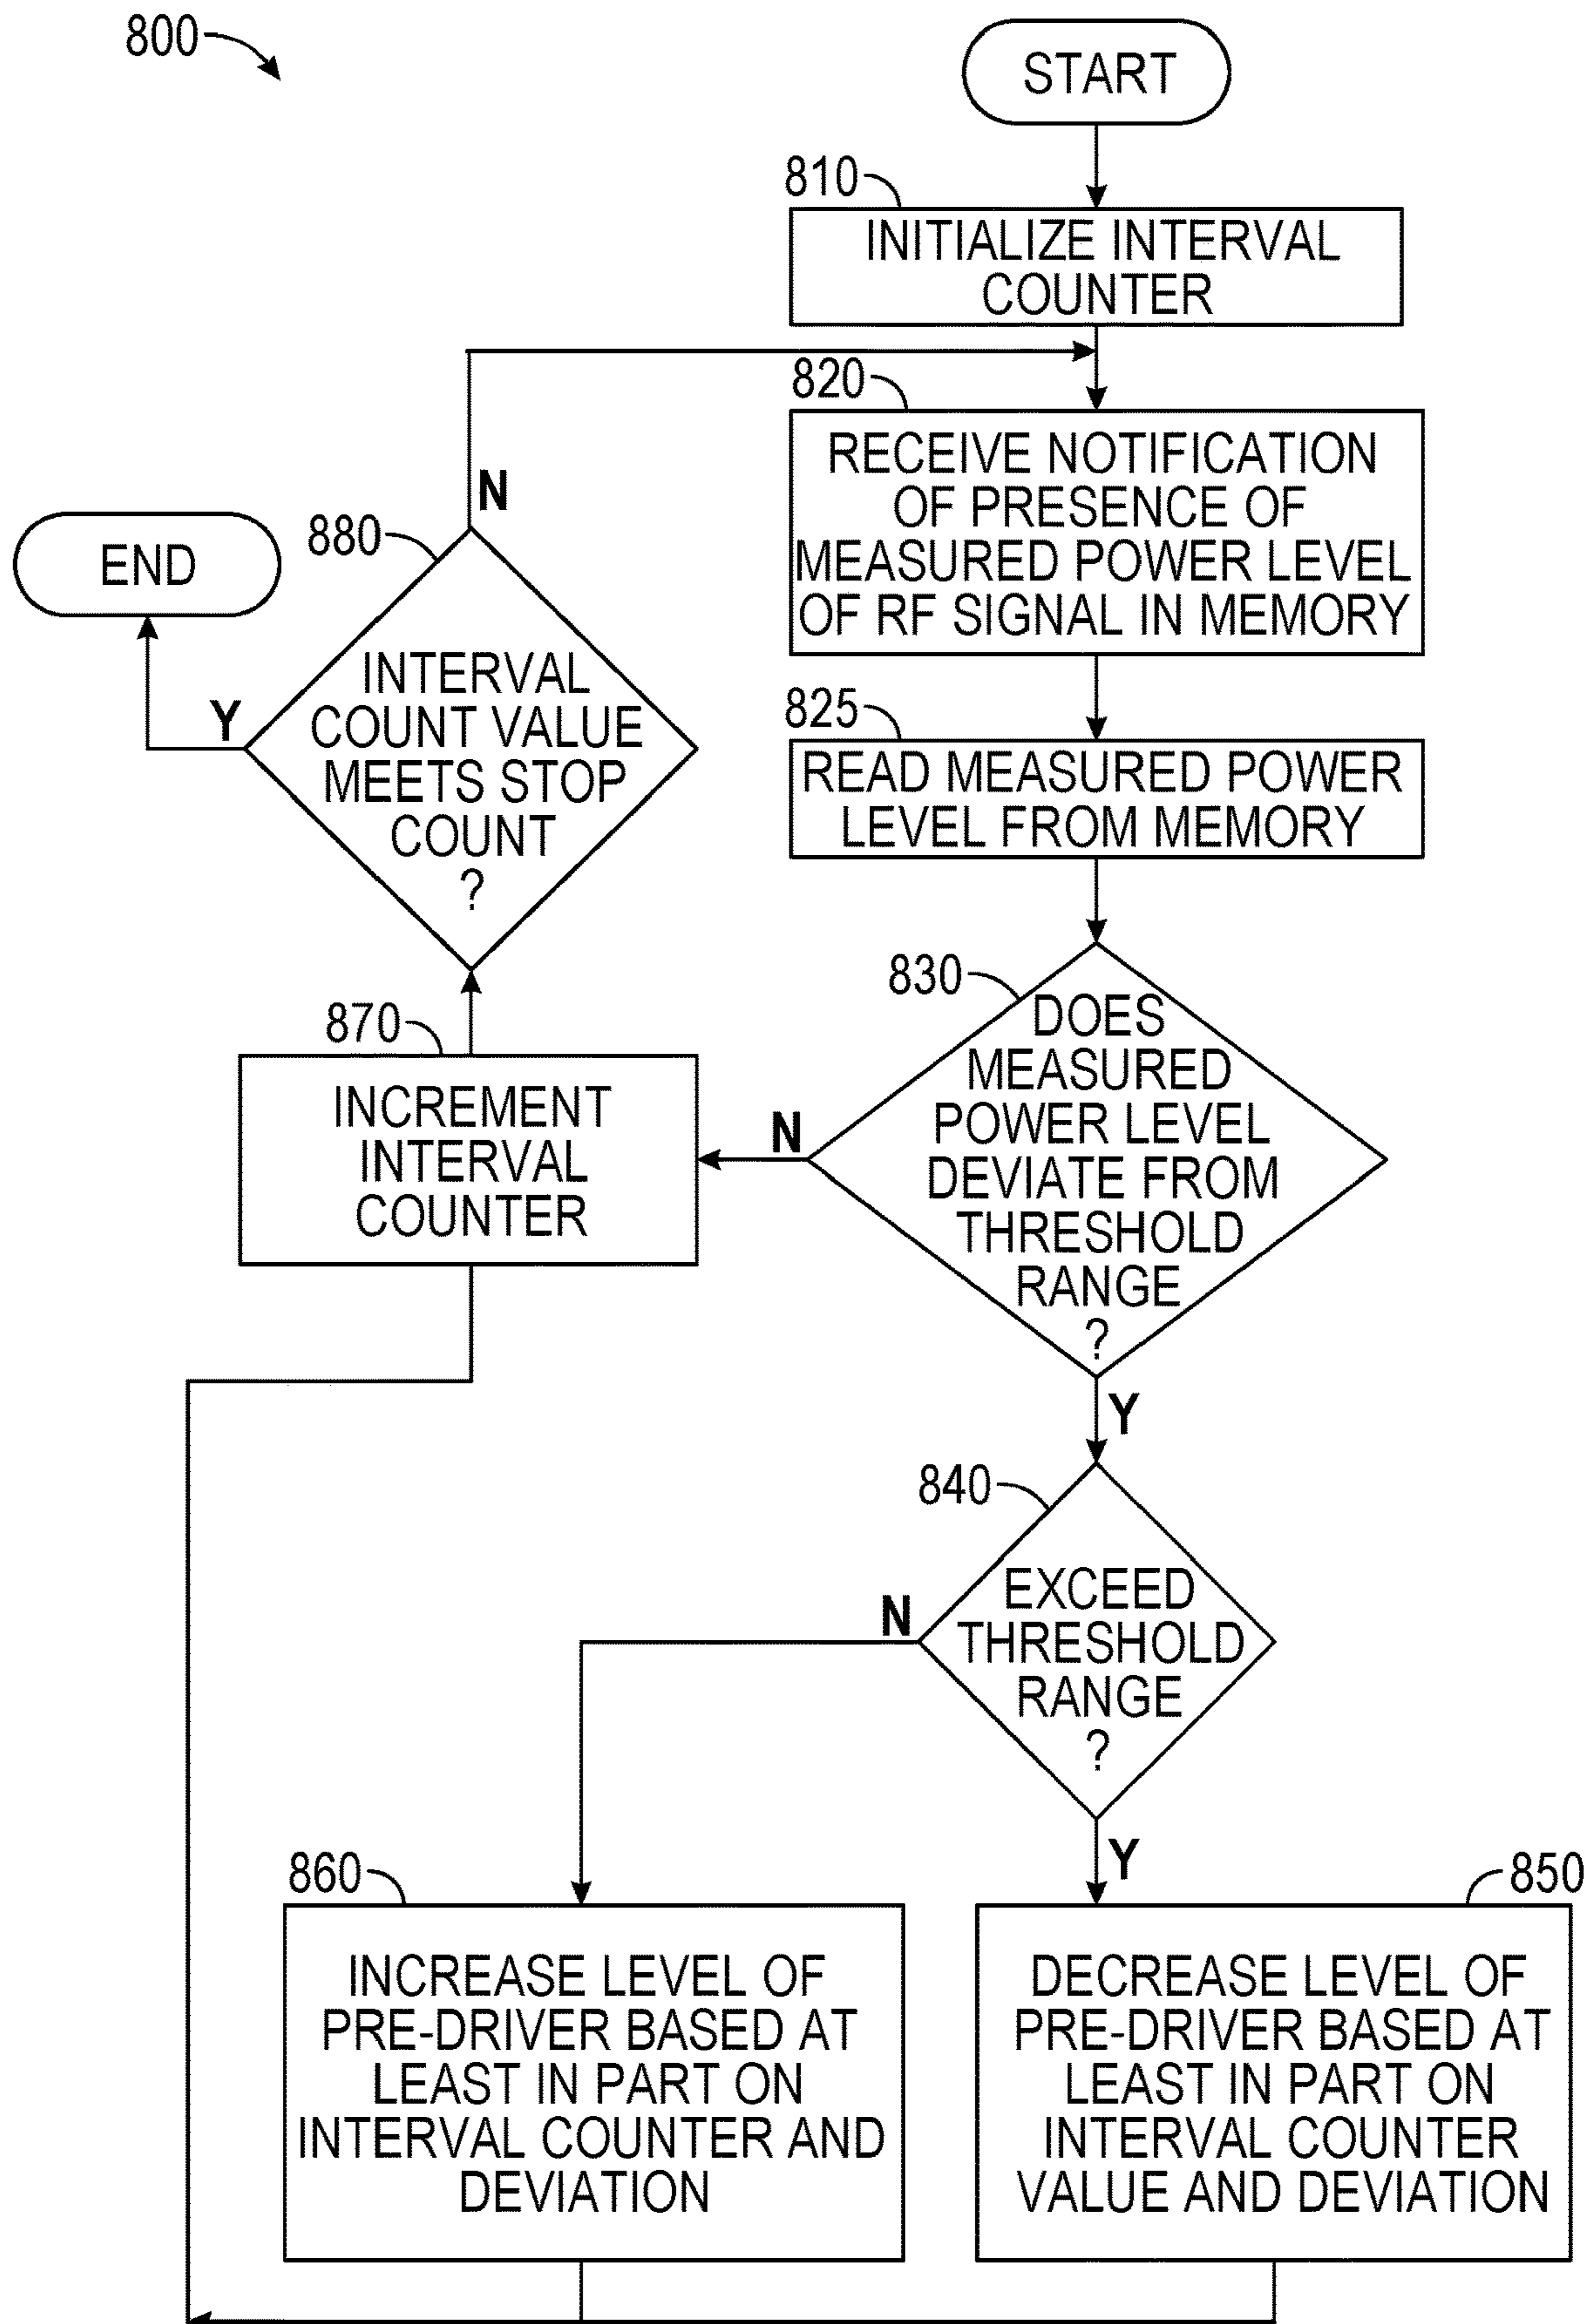 800
START
810
INITIALIZE INTERVAL
COUNTER
820
RECEIVE NOTIFICATION
OF PRESENCE OF
MEASURED POWER LEVEL
OF RF SIGNAL IN MEMORY
825
READ MEASURED POWER
LEVEL FROM MEMORY
830
DOES
MEASURED
POWER LEVEL
DEVIATE FROM
THRESHOLD
RANGE
?
N
Y
840
EXCEED
THRESHOLD
RANGE
?
N
Y
850
DECREASE LEVEL OF
PRE-DRIVER BASED AT
LEAST IN PART ON
INTERVAL COUNTER
VALUE AND DEVIATION
860
INCREASE LEVEL OF
PRE-DRIVER BASED AT
LEAST IN PART ON
INTERVAL COUNTER AND
DEVIATION
870
INCREMENT
INTERVAL
COUNTER
880
INTERVAL
COUNT VALUE
MEETS STOP
COUNT
?
N
Y
END